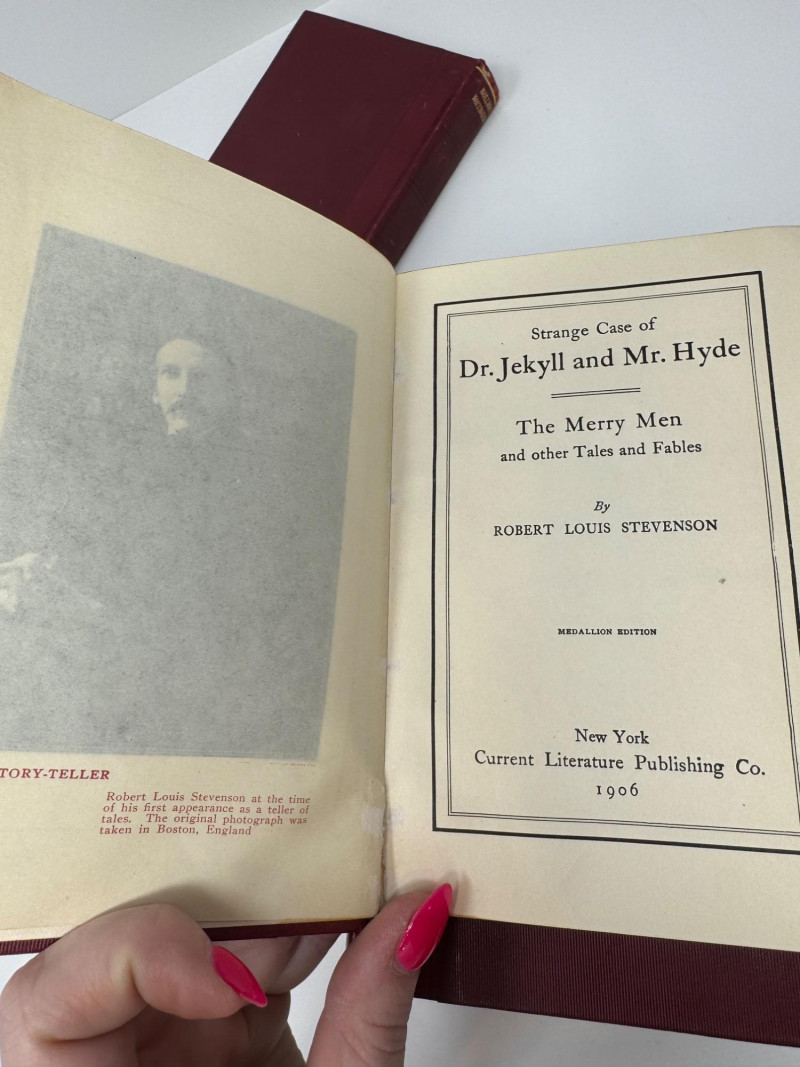 TORY-TELLER
Robert Louis Stevenson at the time
of his first appearance as a teller of
tales. The original photograph was
taken in Boston, England
Strange Case of
Dr. Jekyll and Mr. Hyde
The Merry Men
and other Tales and Fables
By
ROBERT LOUIS STEVENSON
MEDALLION EDITION
New York
Current Literature Publishing Co.
1906